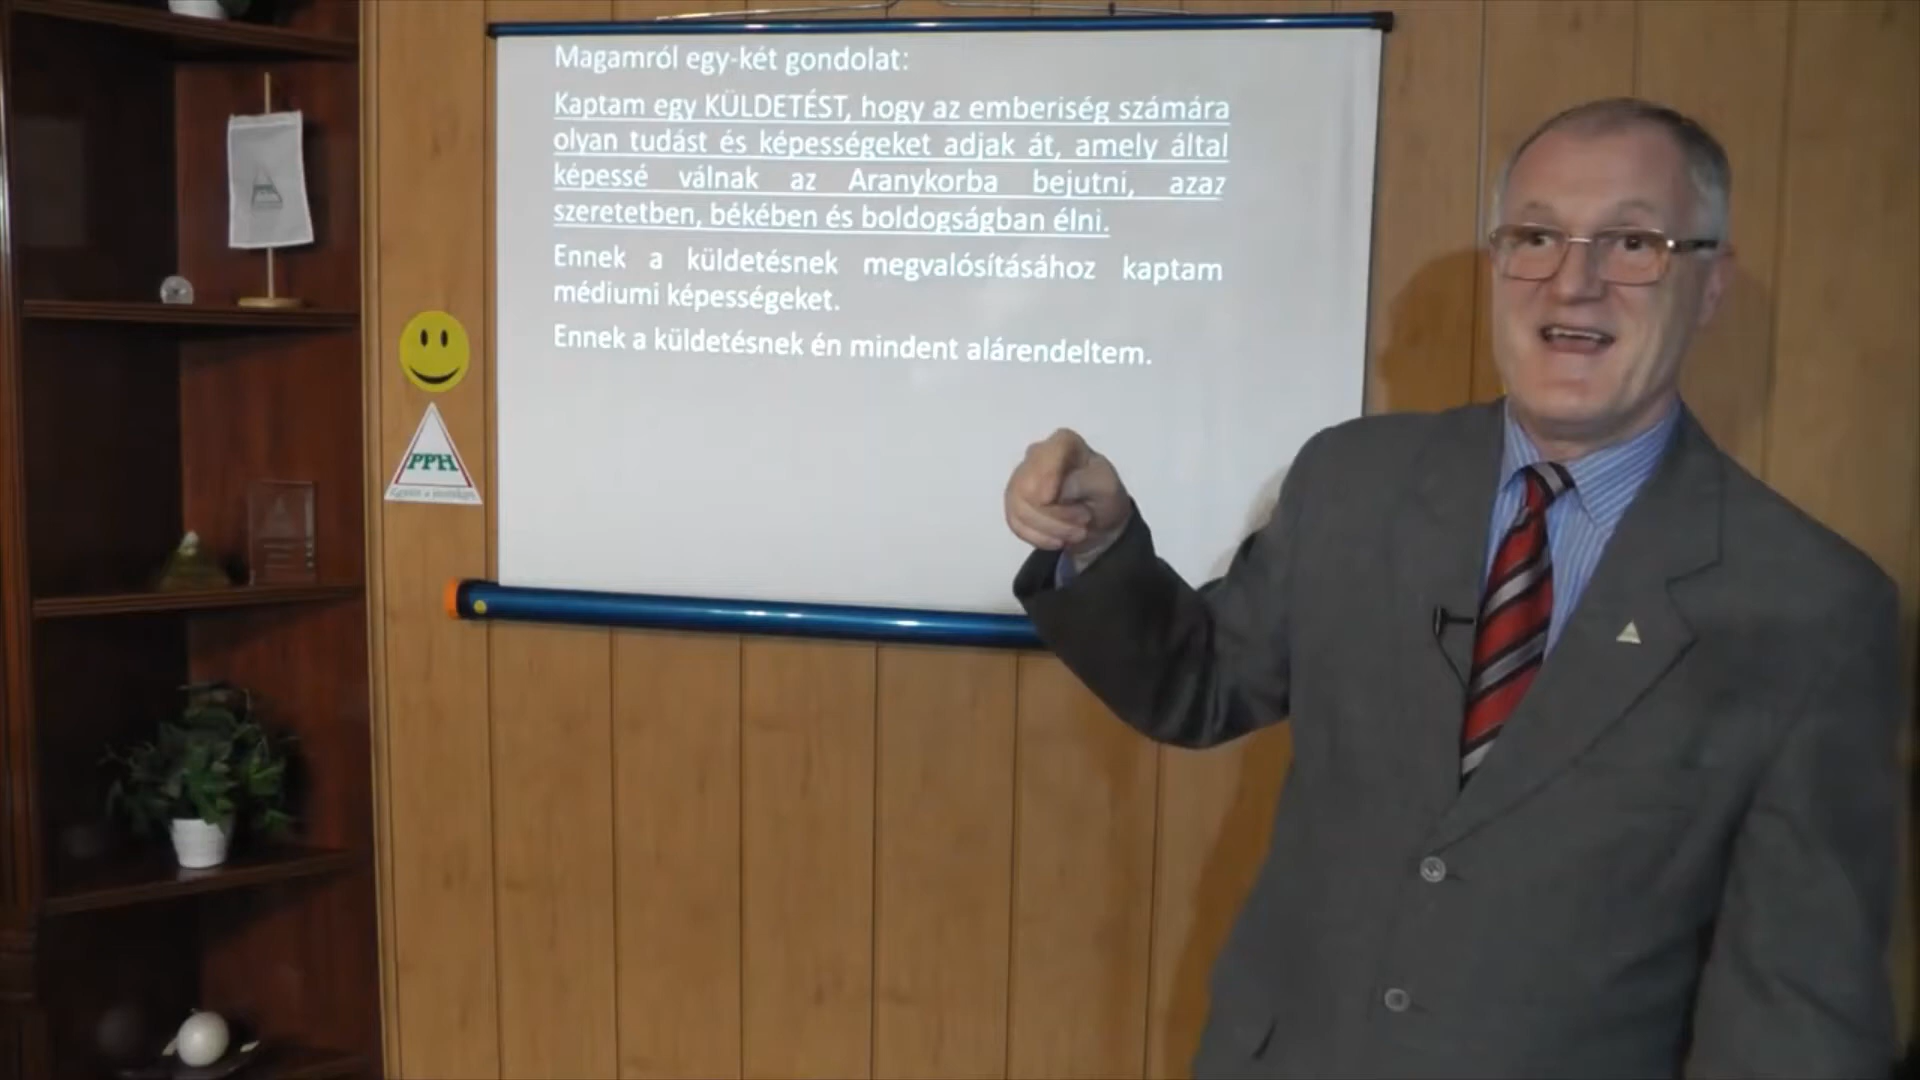 Magamról egy-két gondolat:
Kaptam egy KÜLDETÉST, hogy az emberiség számára
olyan tudást és képességeket adjak át, amely által
képessé válnak az Aranykorba bejutni, azaz
szeretetben, békében és boldogságban élni.
Ennek a küldetésnek megvalósításához kaptam
médiumi képességeket.
Ennek a küldetésnek én mindent alárendeltem.
PPH